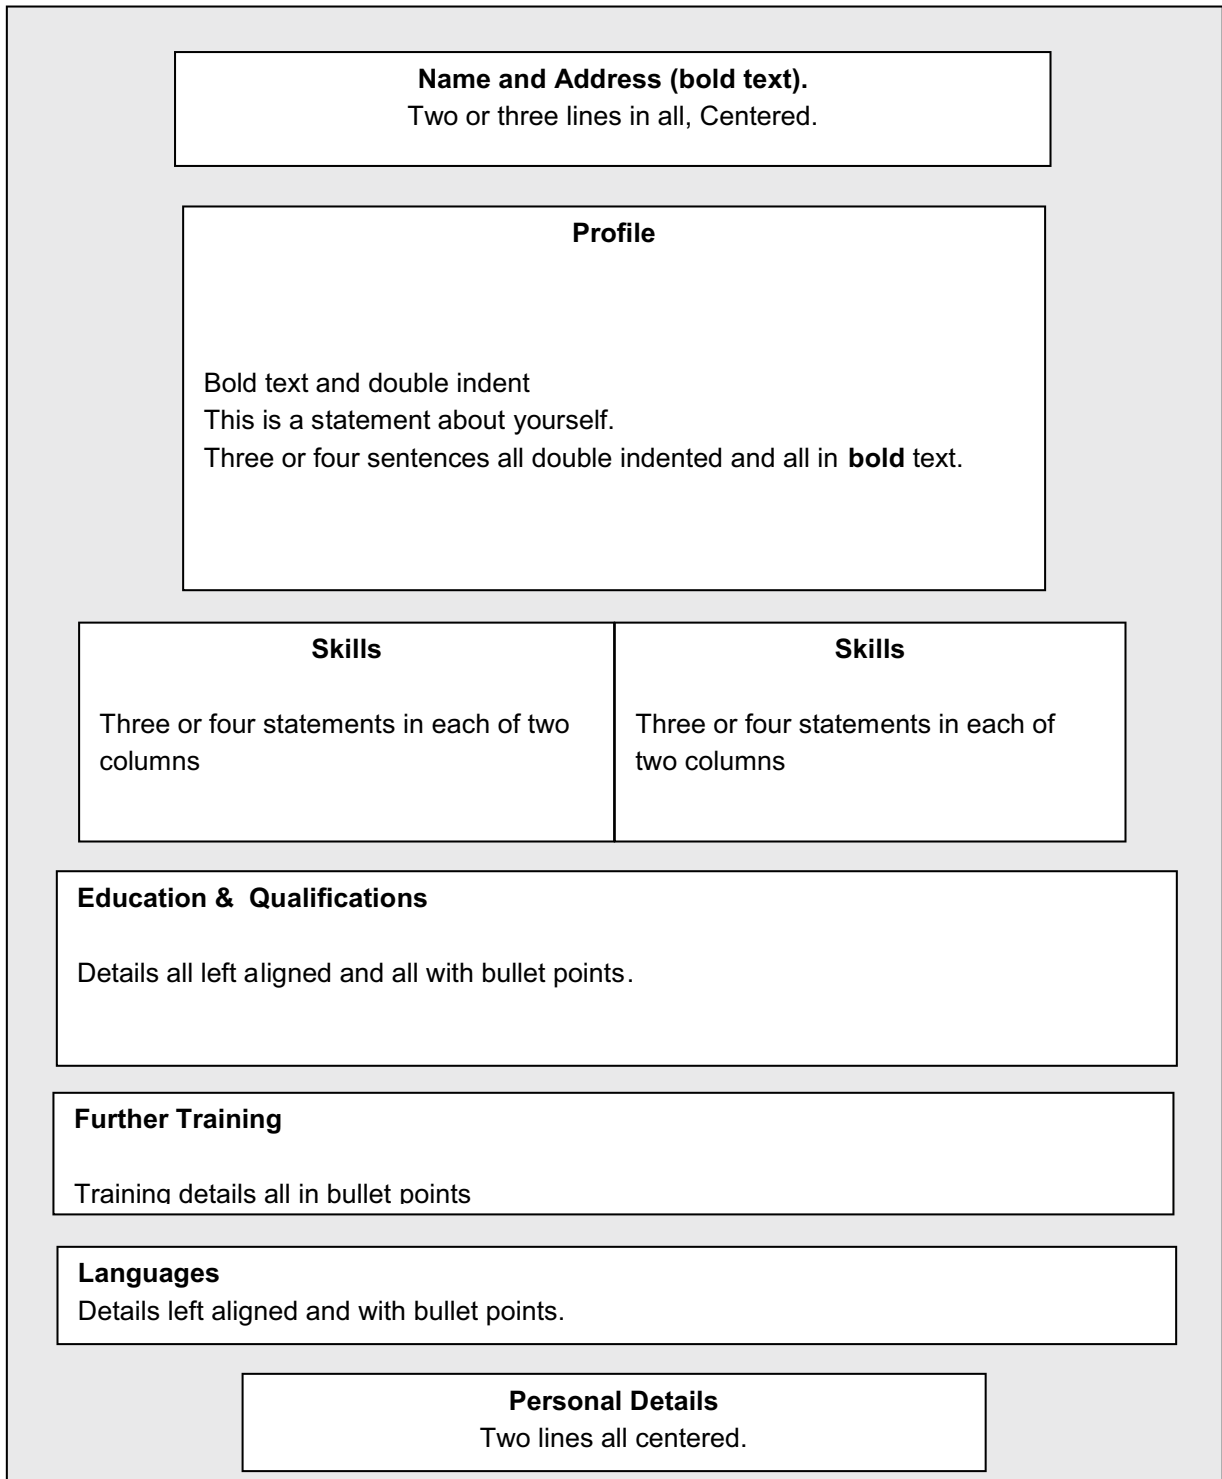 Name and Address (bold text).
Two or three lines in all, Centered.
Profile
Bold text and double indent
This is a statement about yourself.
Three or four sentences all double indented and all in bold text.
Skills
Three or four statements in each of two
columns
Skills
Three or four statements in each of
two columns
Education & Qualifications
Details all left aligned and all with bullet points.
Further Training
Training details all in bullet points
Languages
Details left aligned and with bullet points.
Personal Details
Two lines all centered.